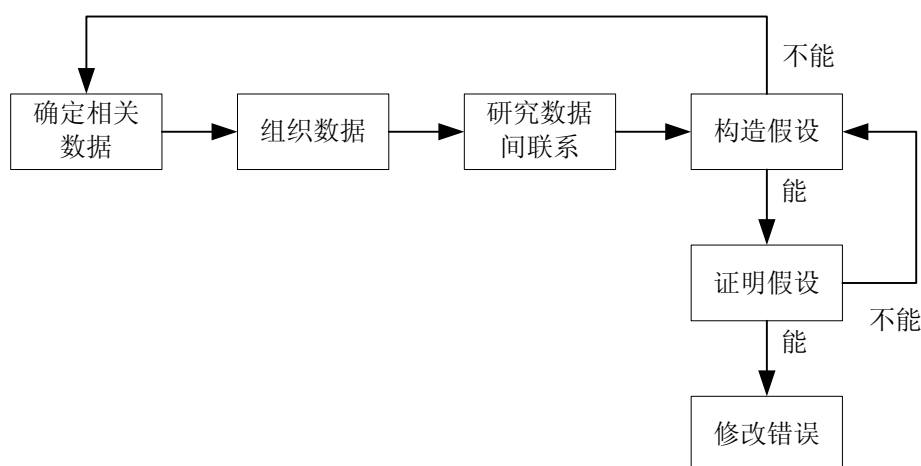 不能
确定相关
数据
组织数据
研究数据
间联系
构造假设
能
证明假设
不能
能
修改错误